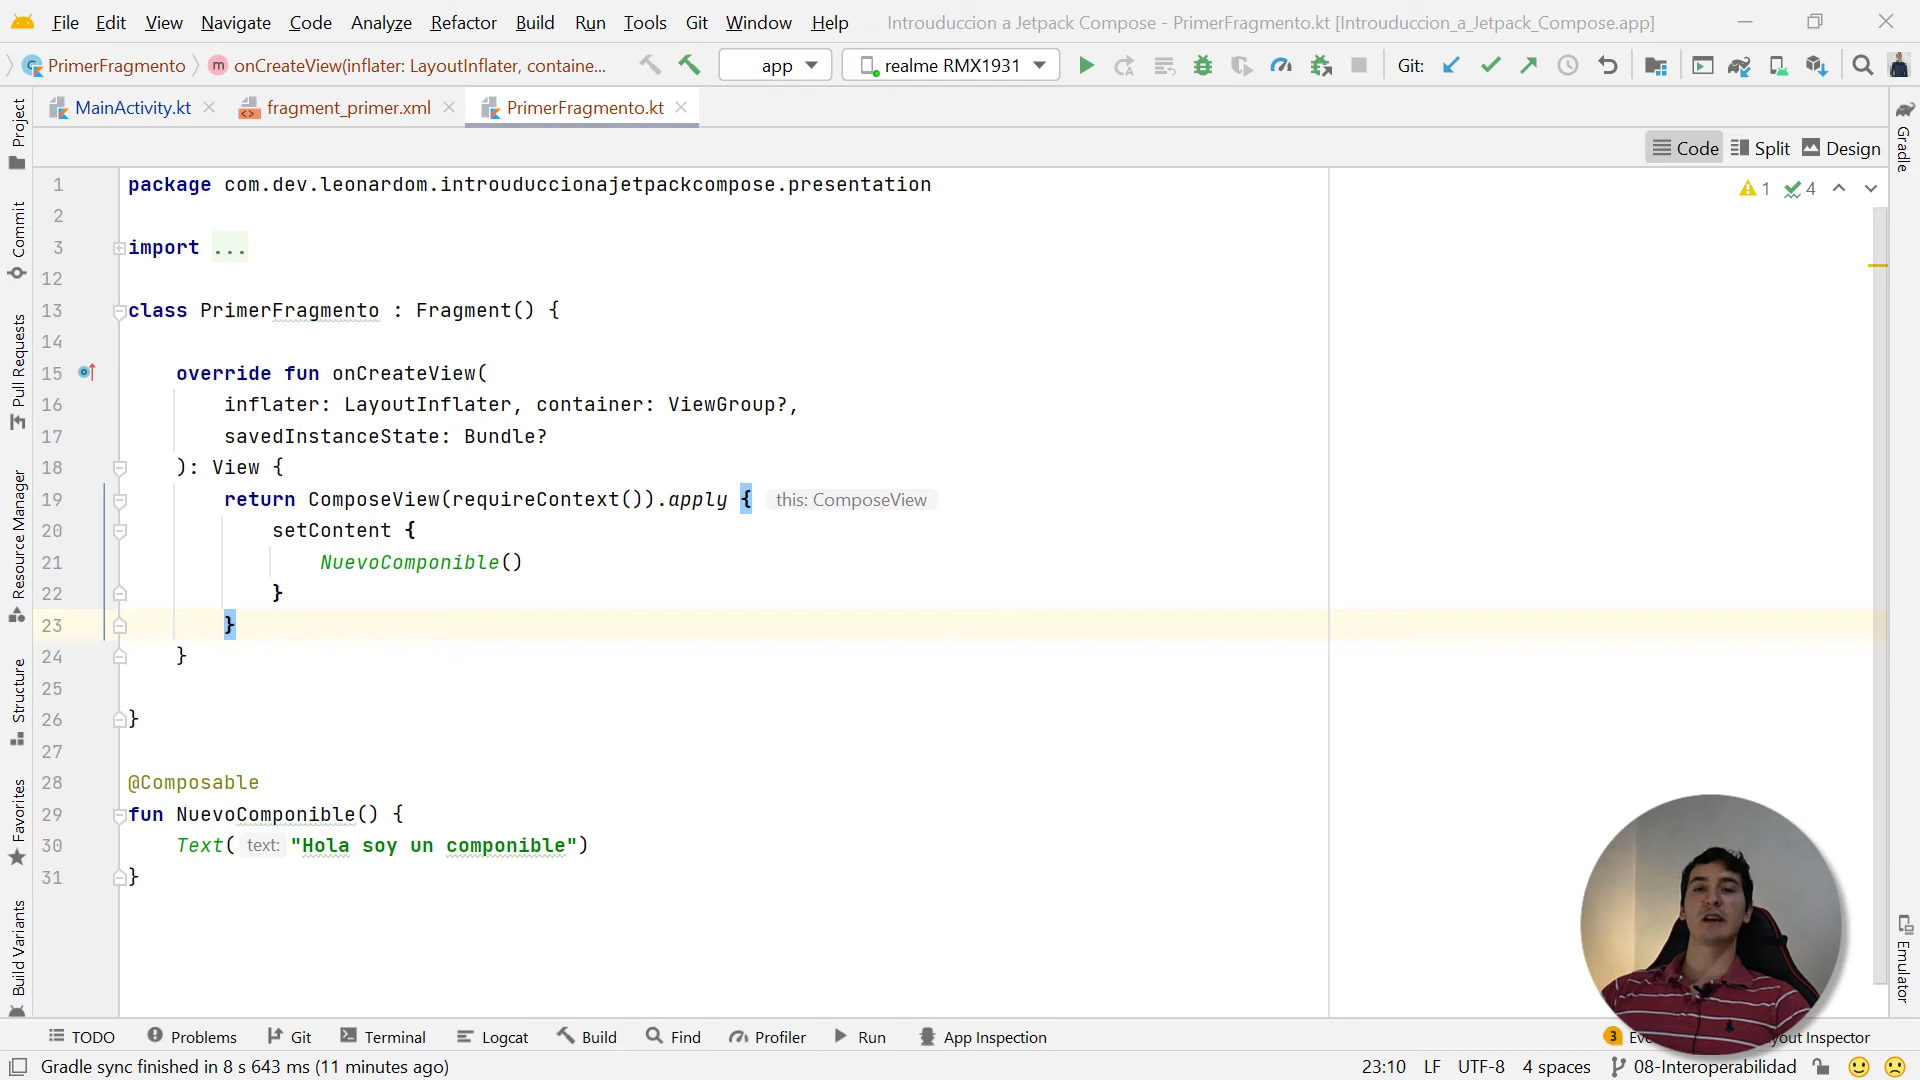 File Edit View Navigate Code Analyze Refactor Build Run Tools Git Window Help Introuduccion a Jetpack Compose - PrimerFragmento.kt [Introuduccion_a_Jetpack_Compose.app]
PrimerFragmento onCreateView(inflater: LayoutInflater, containe... app realme RMX1931 Git:
MainActivity.kt fragment_primer.xml PrimerFragmento.kt
Code Split Design
1 package com.dev.leonardom.introuduccionajetpackcompose.presentation
1 4
2
3 import ...
12
13 class PrimerFragmento : Fragment() {
14
15 override fun onCreateView(
16 inflater: LayoutInflater, container: ViewGroup?,
17 savedInstanceState: Bundle?
18 ): View {
19 return ComposeView(requireContext()).apply { this: ComposeView
20 setContent {
21 NuevoComponible()
22 }
23 }
24 }
25
26 }
27
28 @Composable
29 fun NuevoComponible() {
30 Text( text: "Hola soy un componible")
31 }
Project
Commit
Pull Requests
Resource Manager
Structure
Favorites
Build Variants
Gradle
Emulator
TODO Problems Git Terminal Logcat Build Find Profiler Run App Inspection 3 Inspector
Gradle sync finished in 8 s 643 ms (11 minutes ago) 23:10 LF UTF-8 4 spaces 08-Interoperabilidad